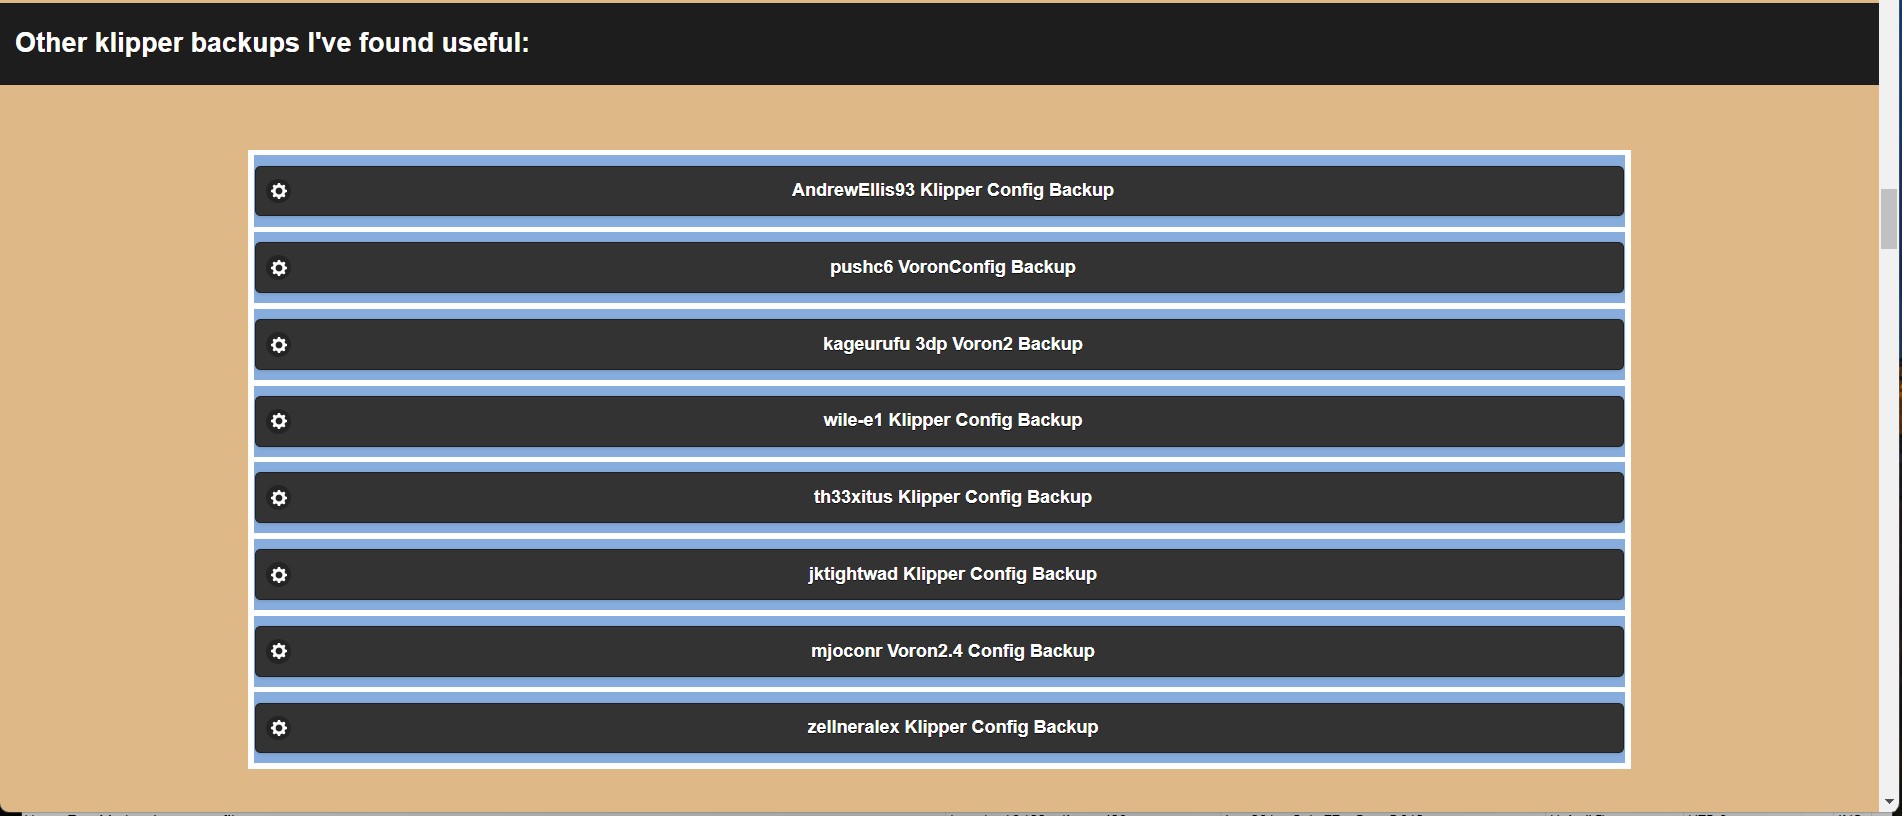 Other klipper backups I've found useful:
AndrewEllis93 Klipper Config Backup
pushc6 VoronConfig Backup
kageurufu 3dp Voron2 Backup
wile-e1 Klipper Config Backup
th33xitus Klipper Config Backup
jktightwad Klipper Config Backup
mjoconr Voron2.4 Config Backup
zellneralex Klipper Config Backup